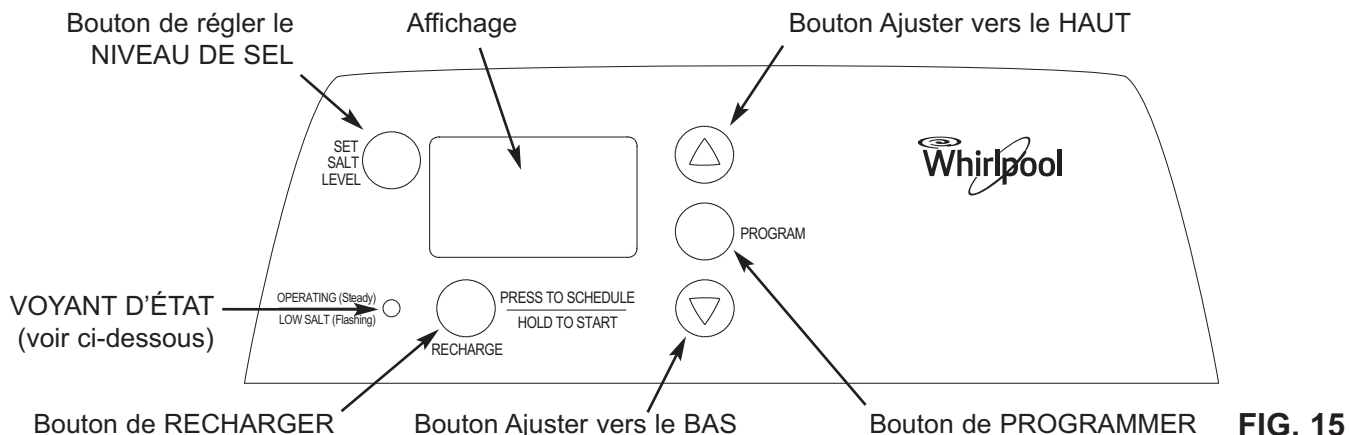 Bouton de régler le
NIVEAU DE SEL
Affichage
Bouton Ajuster vers le HAUT
SET
SALT
LEVEL
Whirlpool
PROGRAM
VOYANT D'ÉTAT
(voir ci-dessous)
OPERATING (Steady)
LOW SALT (Flashing)
PRESS TO SCHEDULE
HOLD TO START
RECHARGE
Bouton de RECHARGER
Bouton Ajuster vers le BAS
Bouton de PROGRAMMER
FIG. 15